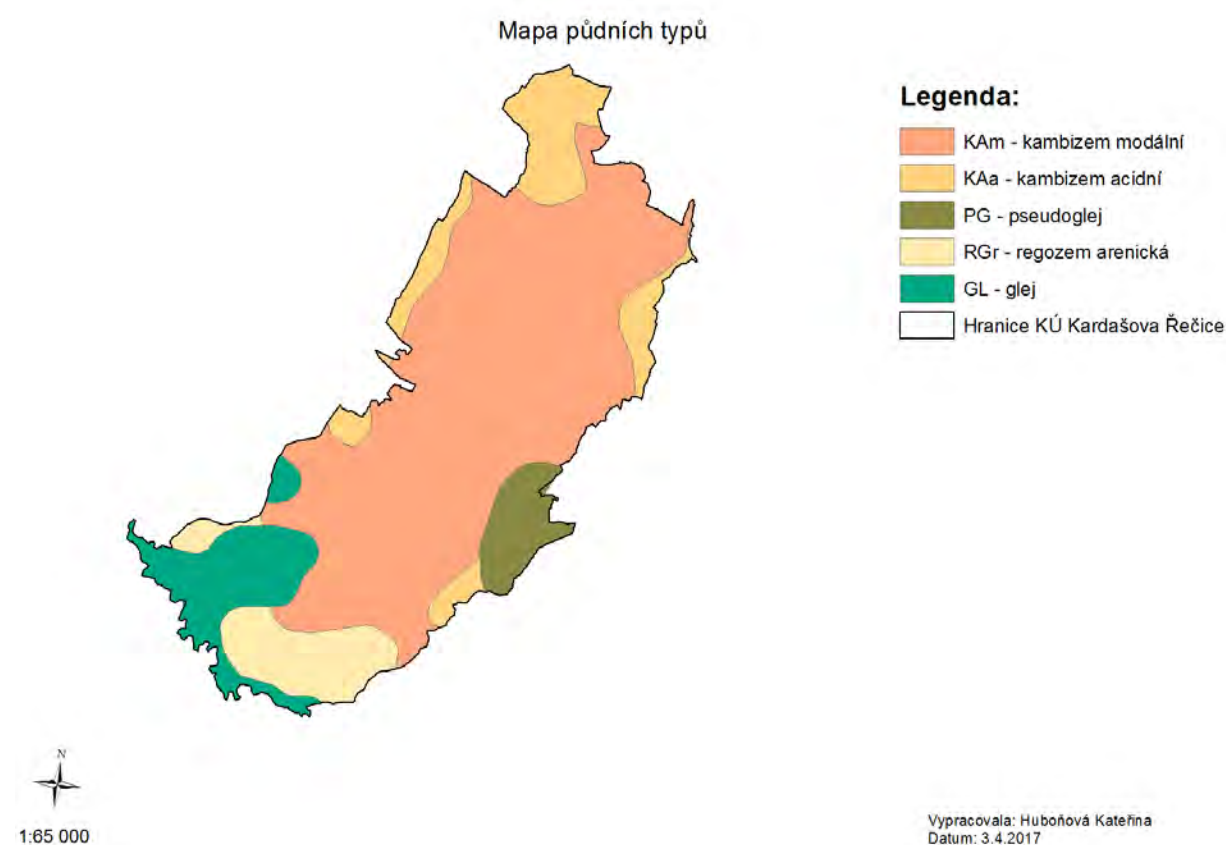 Mapa půdních typů
Legenda:
KAm - kambizem modální
KAa - kambizem acidní
PG - pseudoglej
RGr - regozem arenická
GL - glej
Hranice KÚ Kardašova Řečice
N
1:65 000
Vypracovala: Huboňová Kateřina
Datum: 3.4.2017